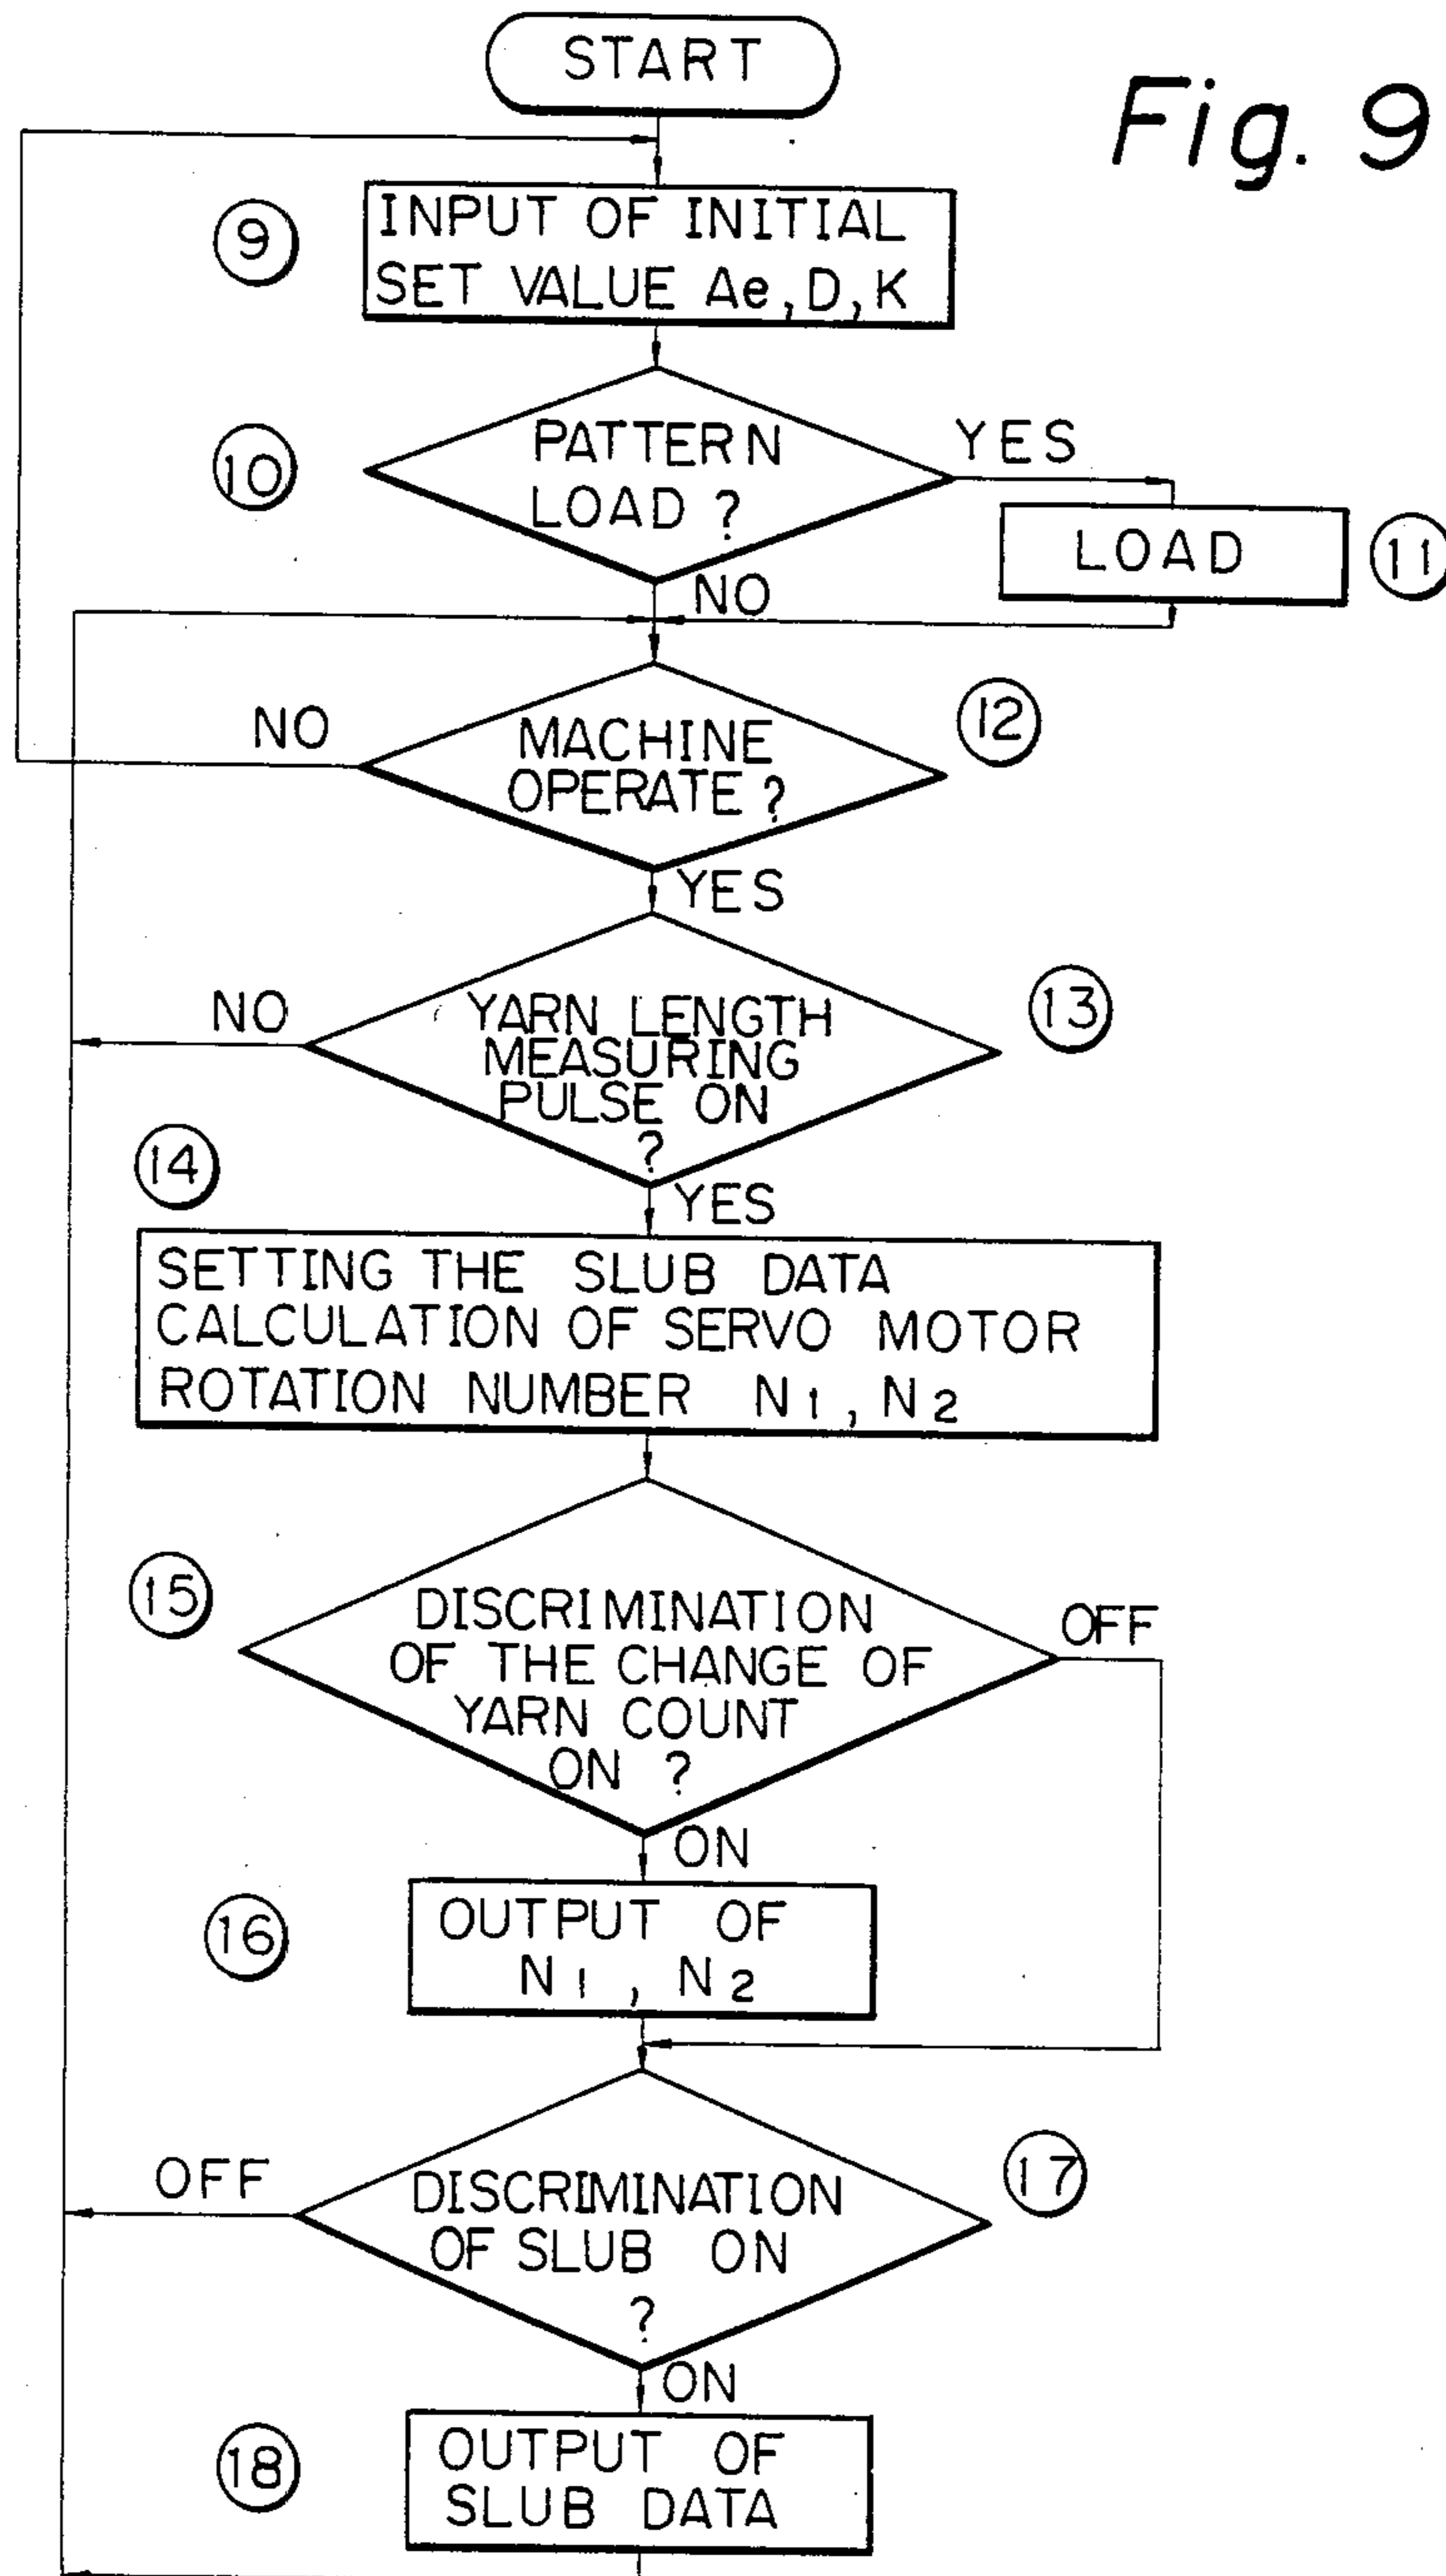 START
Fig. 9
9
INPUT OF INITIAL
SET VALUE Ae, D, K
10
PATTERN
LOAD ?
YES
LOAD
11
NO
12
NO
MACHINE
OPERATE ?
YES
13
NO
YARN LENGTH
MEASURING
PULSE ON
?
14
YES
SETTING THE SLUB DATA
CALCULATION OF SERVO MOTOR
ROTATION NUMBER N1, N2
15
DISCRIMINATION
OF THE CHANGE OF
YARN COUNT
ON ?
OFF
ON
16
OUTPUT OF
N1, N2
17
OFF
DISCRIMINATION
OF SLUB ON
?
ON
18
OUTPUT OF
SLUB DATA